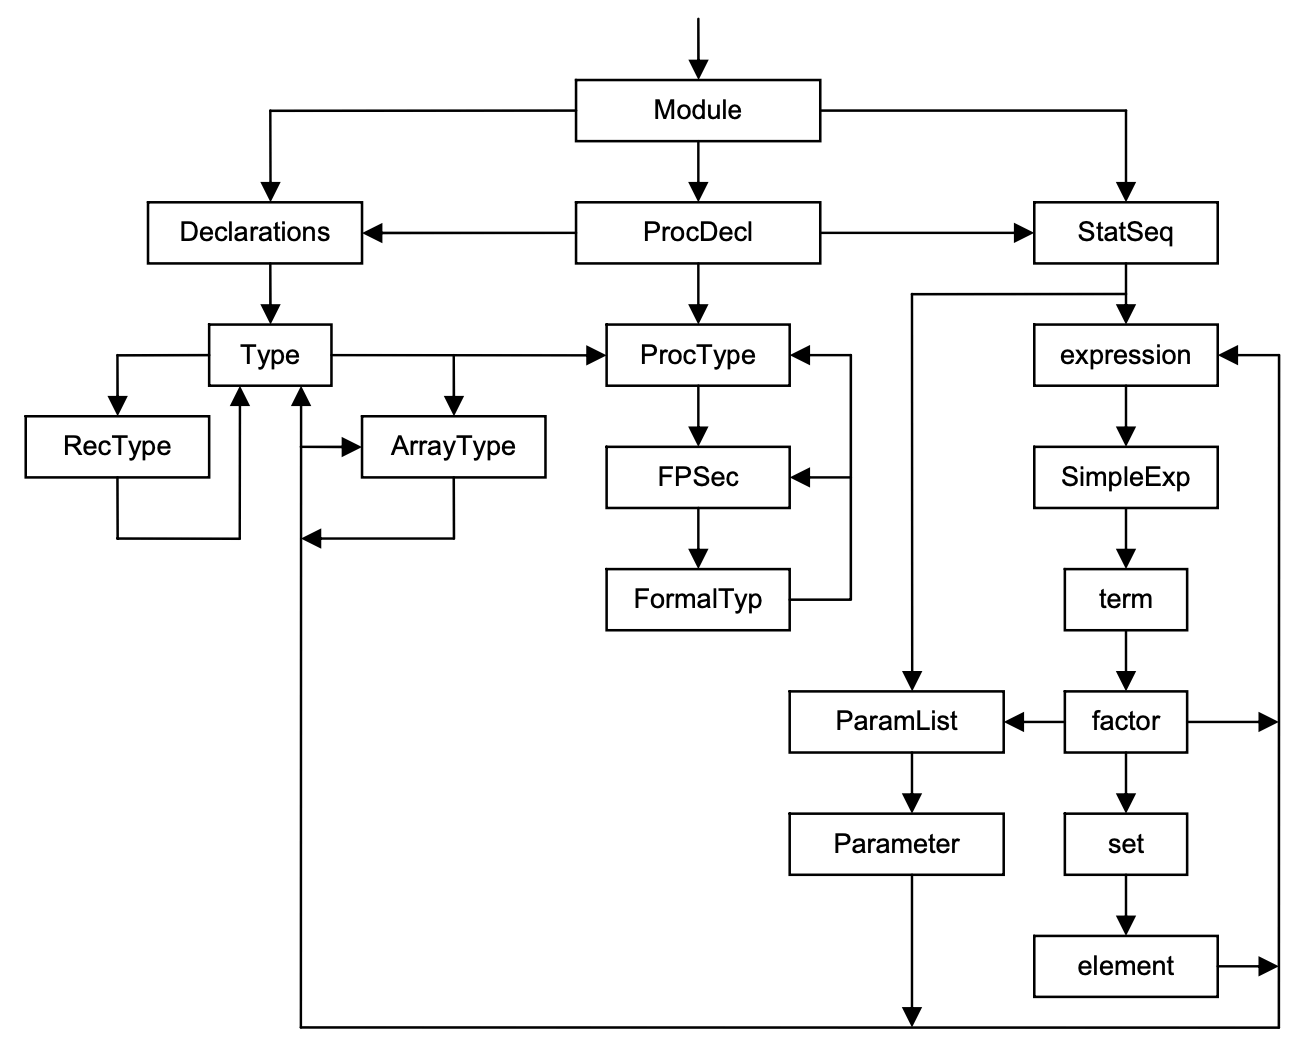 Module
Declarations
ProcDecl
StatSeq
Type
ProcType
expression
RecType
ArrayType
FPSec
SimpleExp
FormalTyp
term
ParamList
factor
Parameter
set
element